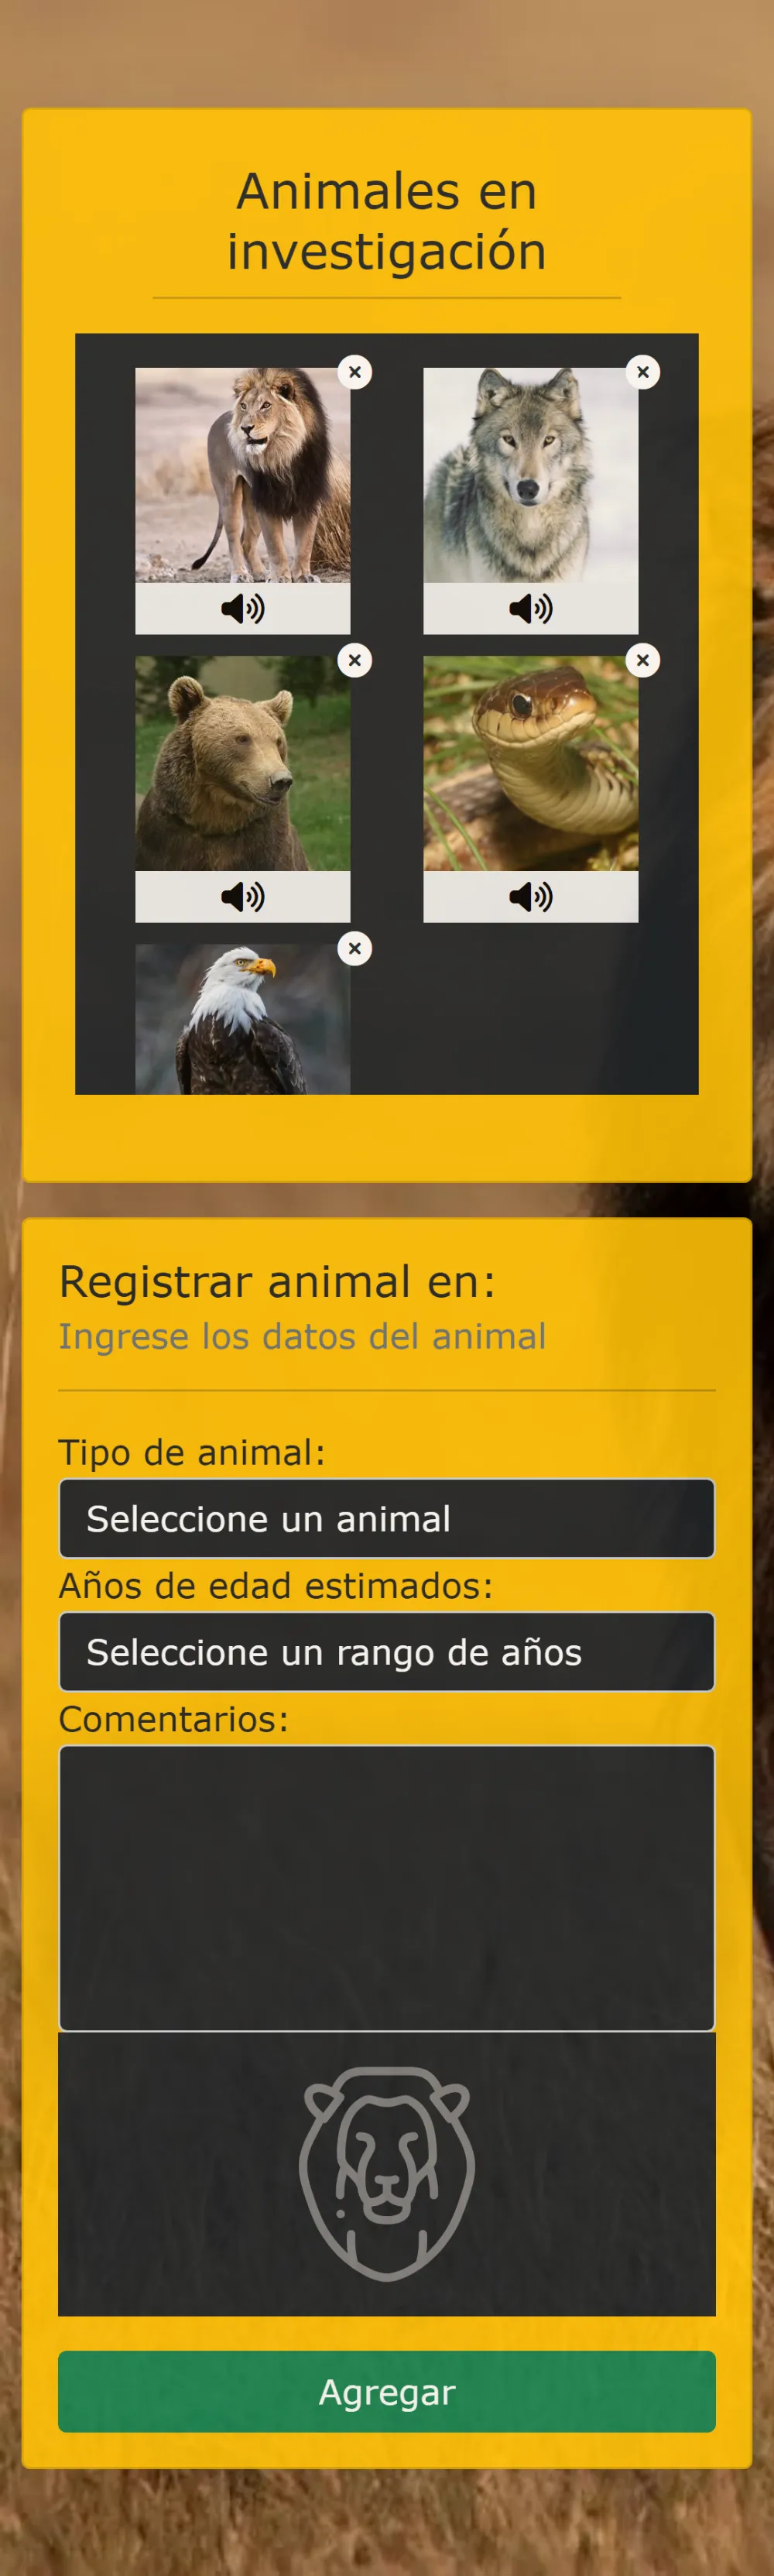 Animales en
investigación
Registrar animal en:
Ingrese los datos del animal
Tipo de animal:
Seleccione un animal
Años de edad estimados:
Seleccione un rango de años
Comentarios:
Agregar